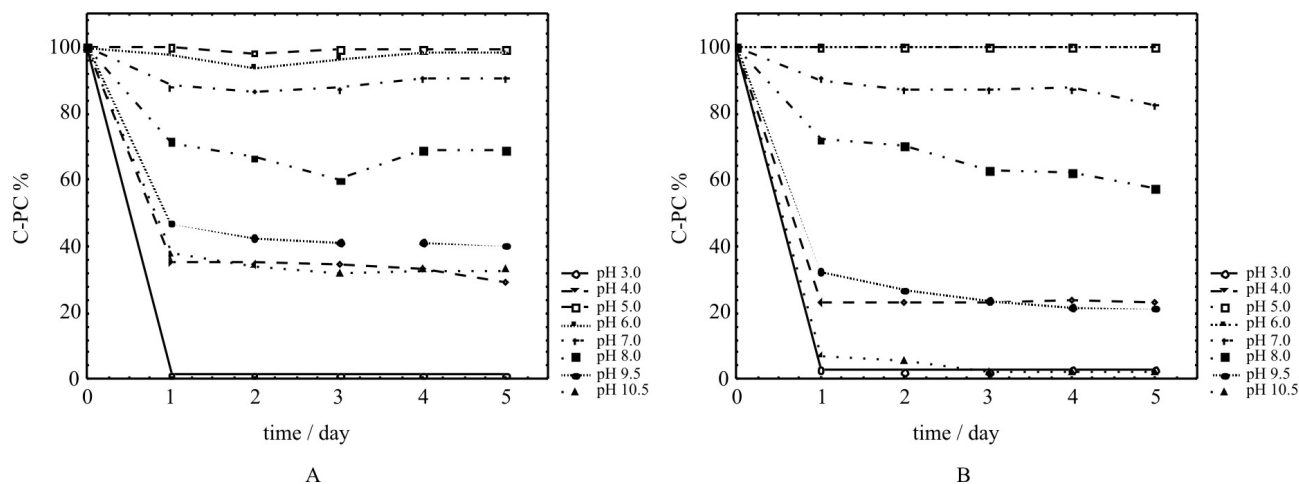 100
80
60
40
20
0
C-PC %
0 1 2 3 4 5
time / day
pH 3.0
pH 4.0
pH 5.0
pH 6.0
pH 7.0
pH 8.0
pH 9.5
pH 10.5
A
100
80
60
40
20
0
C-PC %
0 1 2 3 4 5
time / day
pH 3.0
pH 4.0
pH 5.0
pH 6.0
pH 7.0
pH 8.0
pH 9.5
pH 10.5
B